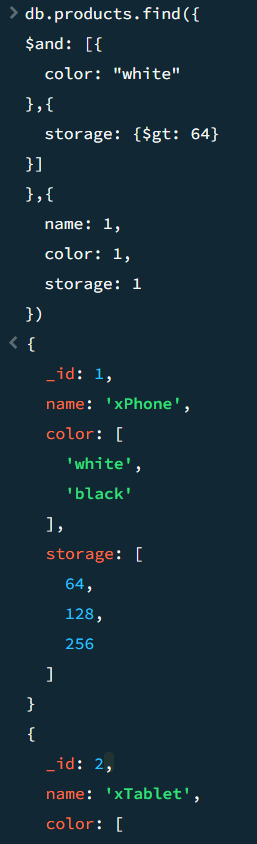 > db.products.find({
$and: [{
color: "white"
},{
storage: {$gt: 64}
}]
},{
name: 1,
color: 1,
storage: 1
})
< {
_id: 1,
name: 'xPhone',
color: [
'white',
'black'
],
storage: [
64,
128,
256
]
}
{
_id: 2,
name: 'xTablet',
color: [